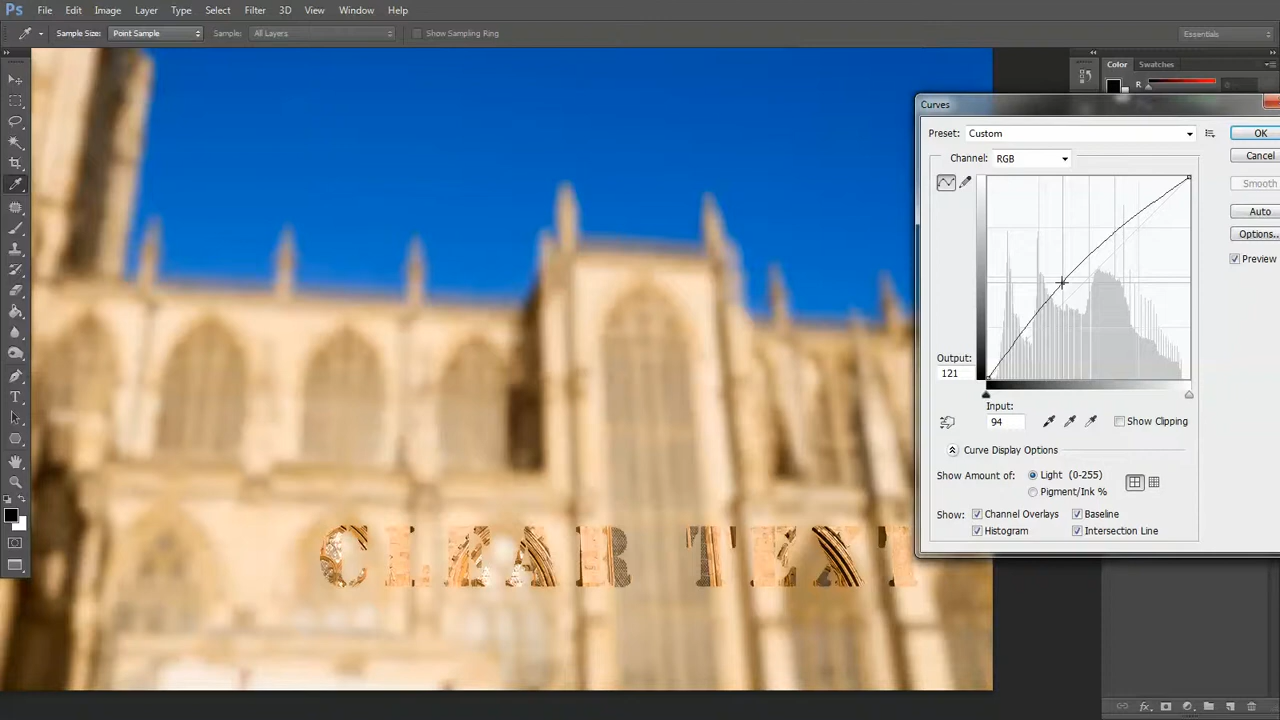 Ps File Edit Image Layer Type Select Filter 3D View Window Help
Sample Size: Point Sample Sample: All Layers Show Sampling Ring Essentials
Color Swatches
R
Curves
Preset: Custom
OK
Channel: RGB
Cancel
Smooth
Auto
Options..
Preview
Output:
121
Input:
94
Show Clipping
Curve Display Options
Show Amount of: Light (0-255)
Pigment/Ink %
Show: Channel Overlays Baseline
Histogram Intersection Line
CLEAR TEXT
T
fx